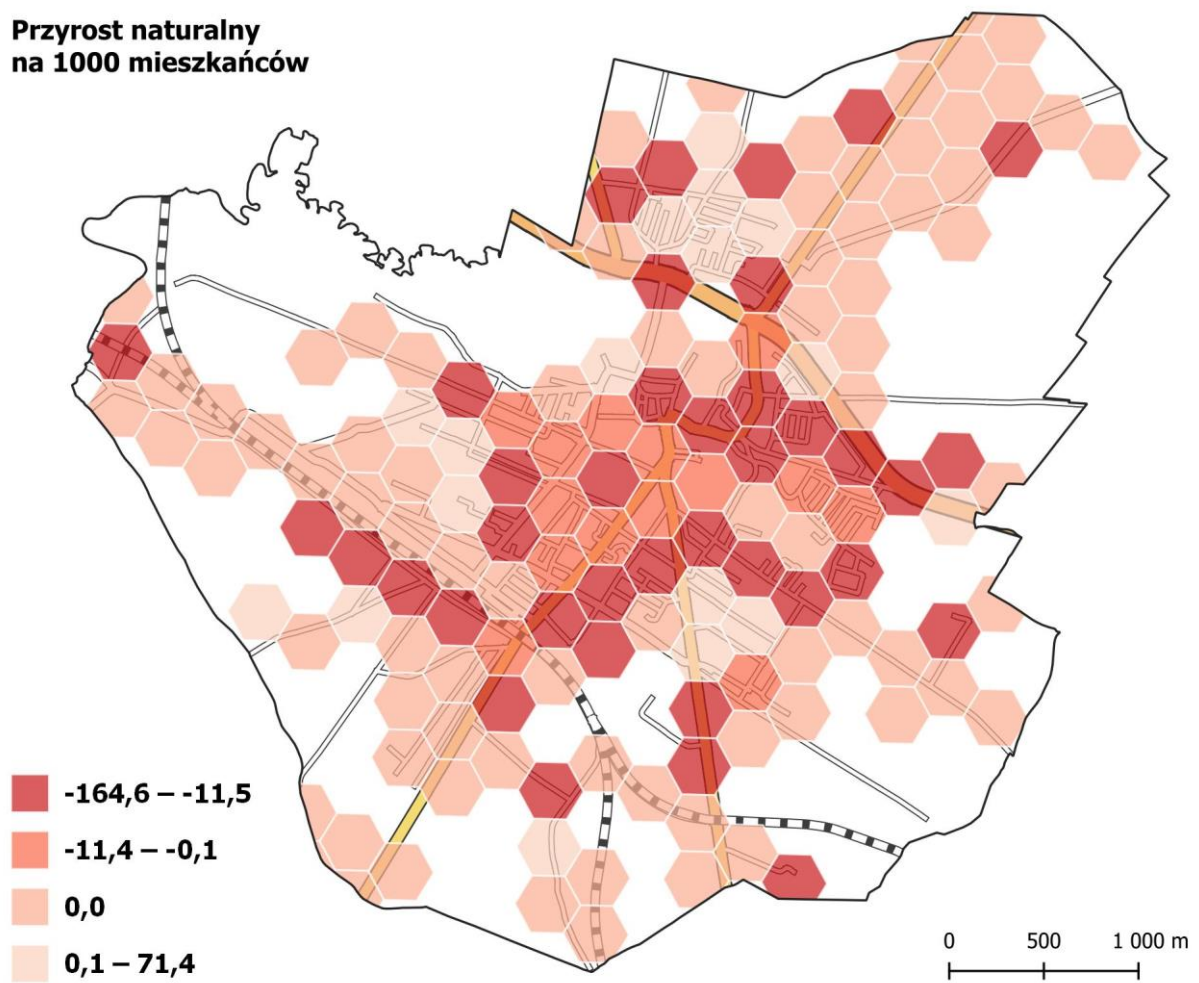 Przyrost naturalny
na 1000 mieszkańców
-164,6 – -11,5
-11,4 – -0,1
0,0
0,1 – 71,4
0 500 1 000 m